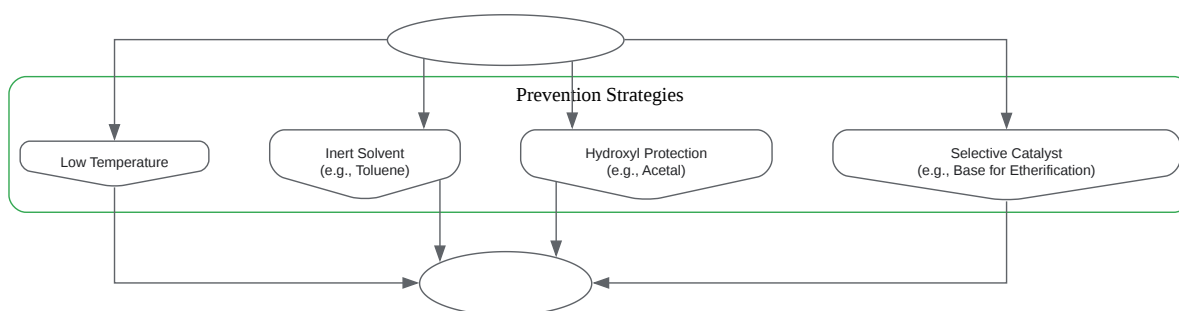 Prevention Strategies
Low Temperature
Inert Solvent
(e.g., Toluene)
Hydroxyl Protection
(e.g., Acetal)
Selective Catalyst
(e.g., Base for Etherification)